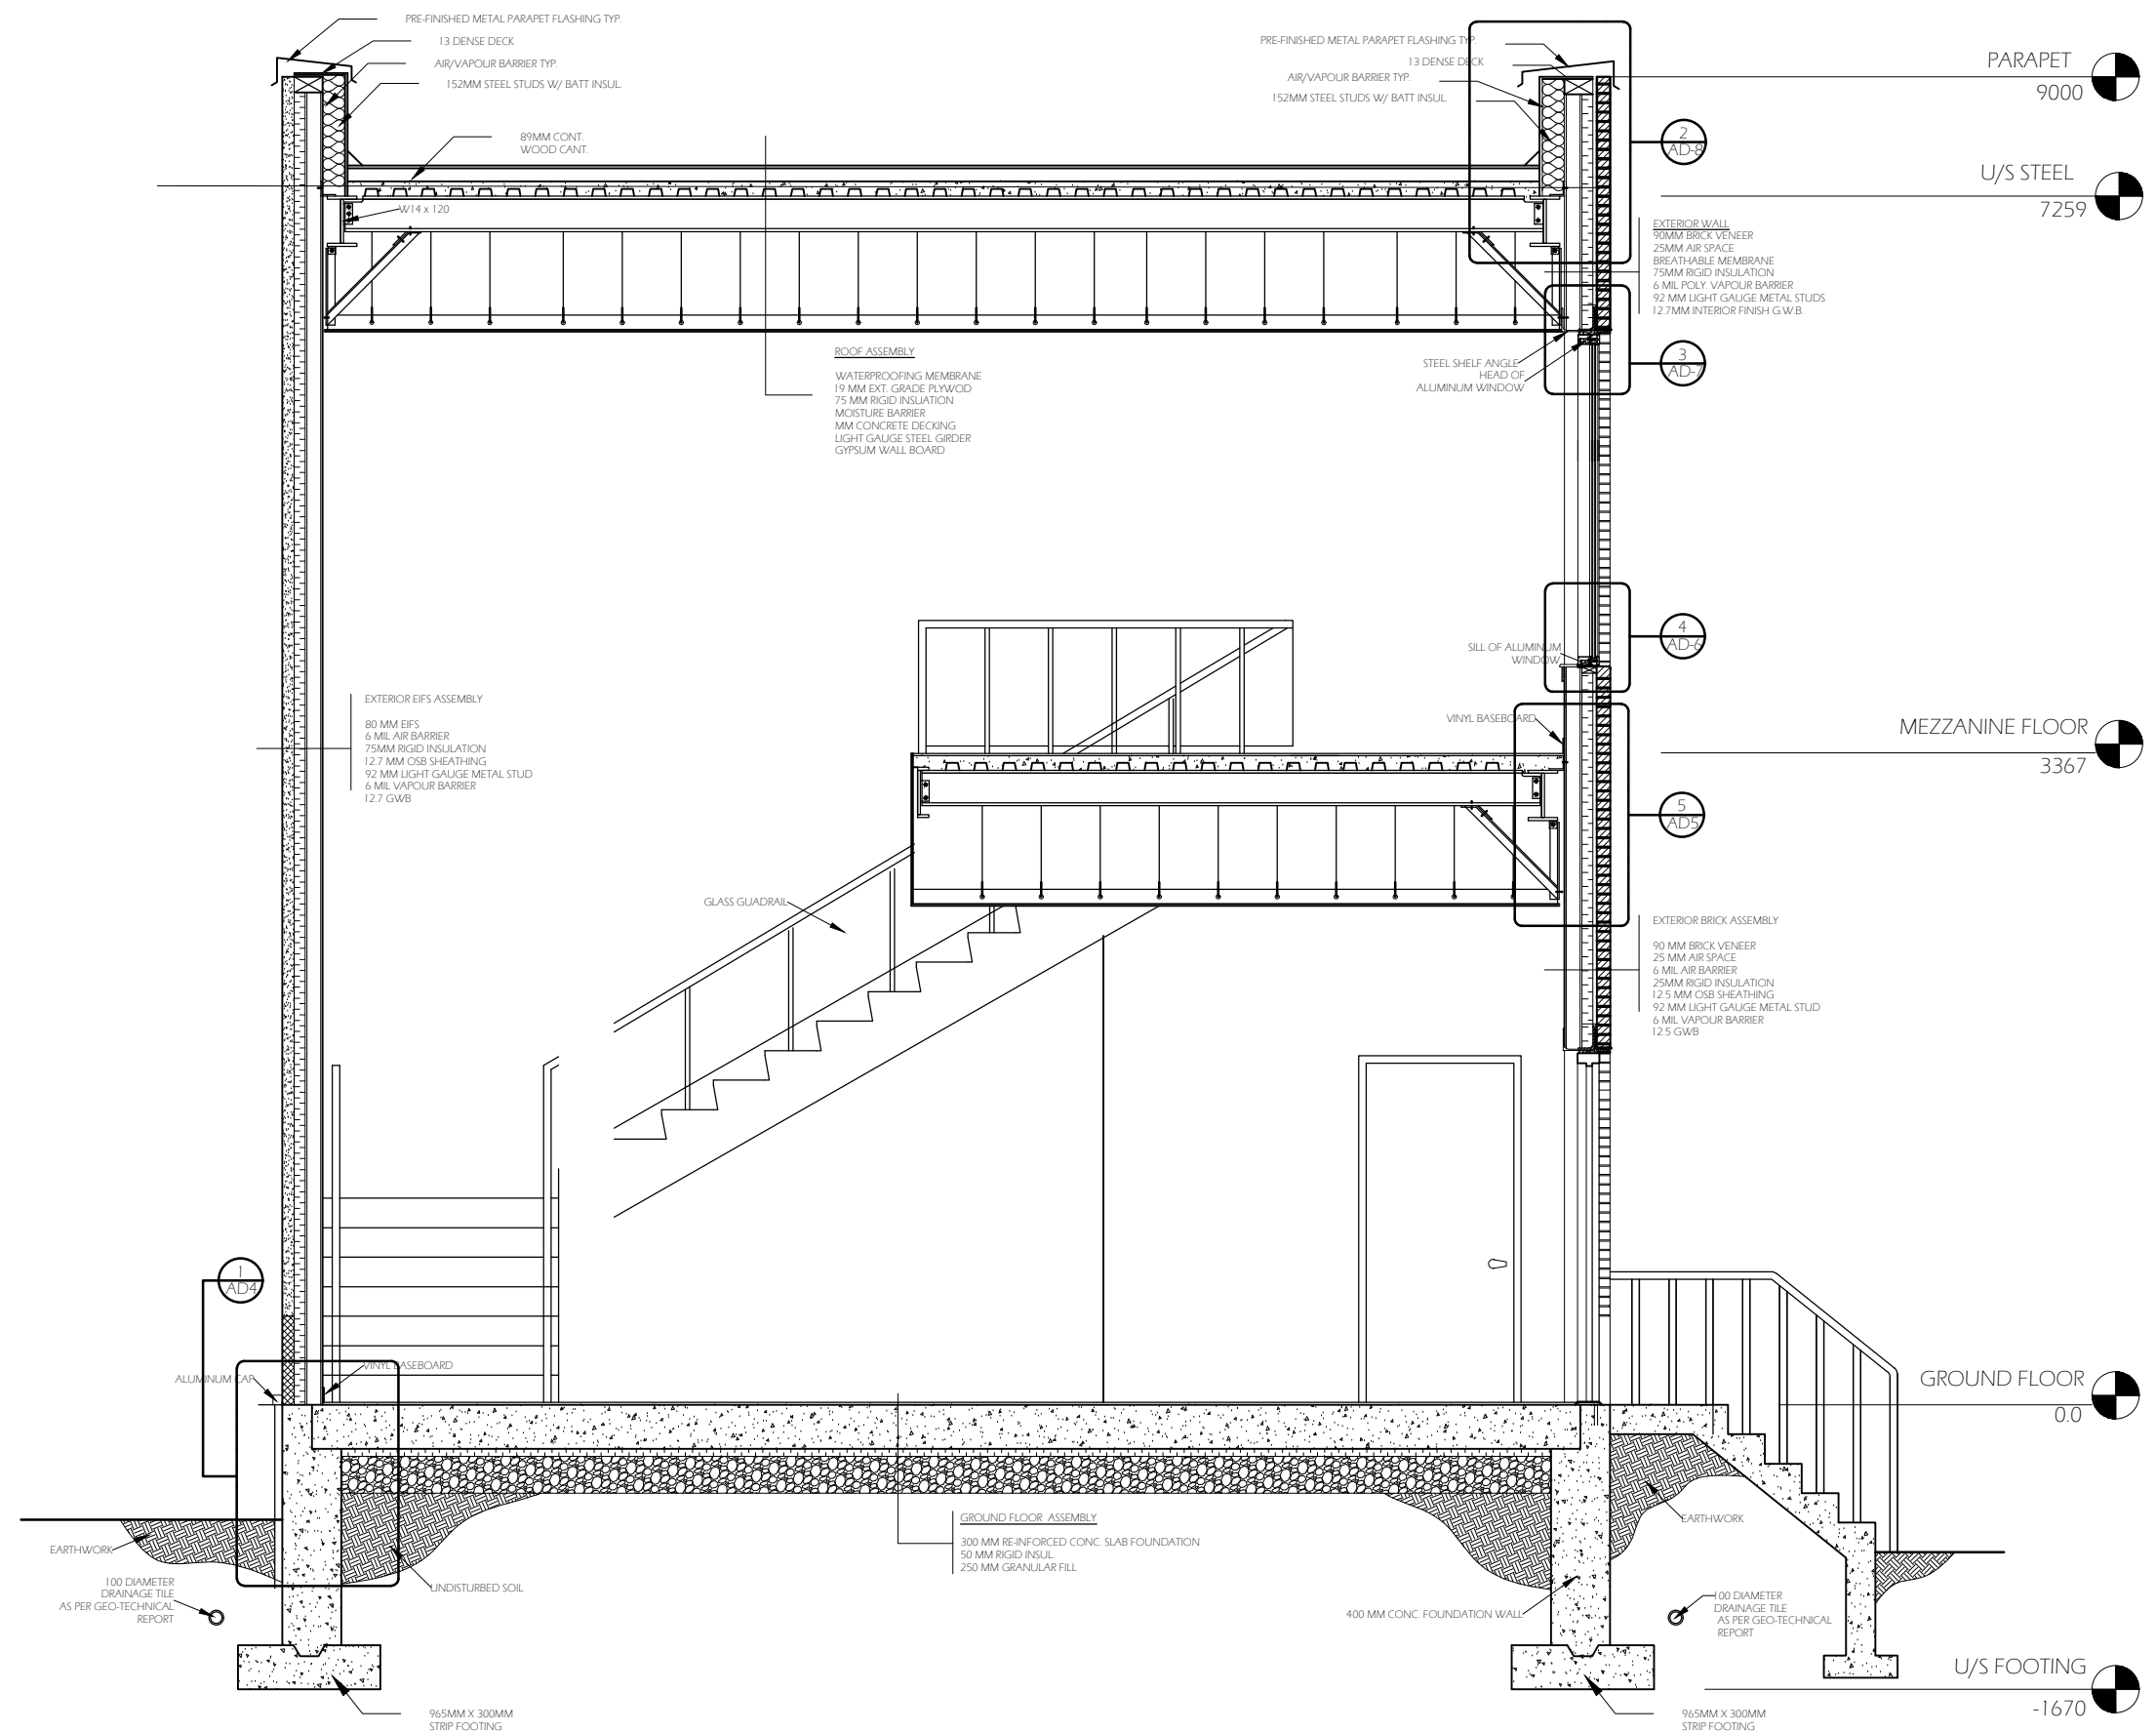 PRE-FINISHED METAL PARAPET FLASHING TYP.
13 DENSE DECK
AIR/VAPOUR BARRIER TYP.
152MM STEEL STUDS W/ BATT INSUL.
89MM CONT.
WOOD CANT.
W14 x 120
PRE-FINISHED METAL PARAPET FLASHING TYP.
13 DENSE DECK
AIR/VAPOUR BARRIER TYP.
152MM STEEL STUDS W/ BATT INSUL.
PARAPET
9000
2
AD-8
U/S STEEL
7259
EXTERIOR WALL
90MM BRICK VENEER
25MM AIR SPACE
BREATHABLE MEMBRANE
75MM RIGID INSULATION
6 MIL POLY. VAPOUR BARRIER
92 MM LIGHT GAUGE METAL STUDS
12.7MM INTERIOR FINISH G.W.B.
ROOF ASSEMBLY
WATERPROOFING MEMBRANE
19 MM EXT. GRADE PLYWOD
75 MM RIGID INSUATION
MOISTURE BARRIER
MM CONCRETE DECKING
LIGHT GAUGE STEEL GIRDER
GYPSUM WALL BOARD
STEEL SHELF ANGLE
HEAD OF
ALUMINUM WINDOW
3
AD-7
4
AD-6
SILL OF ALUMINUM
WINDOW
EXTERIOR EIFS ASSEMBLY
80 MM EIFS
6 MIL AIR BARRIER
75MM RIGID INSULATION
12.7 MM OSB SHEATHING
92 MM LIGHT GAUGE METAL STUD
6 MIL VAPOUR BARRIER
12.7 GWB
VINYL BASEBOARD
MEZZANINE FLOOR
3367
5
AD5
GLASS GUADRAIL
EXTERIOR BRICK ASSEMBLY
90 MM BRICK VENEER
25 MM AIR SPACE
6 MIL AIR BARRIER
25MM RIGID INSULATION
12.5 MM OSB SHEATHING
92 MM LIGHT GAUGE METAL STUD
6 MIL VAPOUR BARRIER
12.5 GWB
1
AD4
VINYL BASEBOARD
ALUMINUM CAP
GROUND FLOOR
0.0
GROUND FLOOR ASSEMBLY
300 MM RE-INFORCED CONC. SLAB FOUNDATION
50 MM RIGID INSUL.
250 MM GRANULAR FILL
EARTHWORK
EARTHWORK
UNDISTURBED SOIL
100 DIAMETER
DRAINAGE TILE
AS PER GEO-TECHNICAL
REPORT
400 MM CONC. FOUNDATION WALL
100 DIAMETER
DRAINAGE TILE
AS PER GEO-TECHNICAL
REPORT
U/S FOOTING
-1670
965MM X 300MM
STRIP FOOTING
965MM X 300MM
STRIP FOOTING